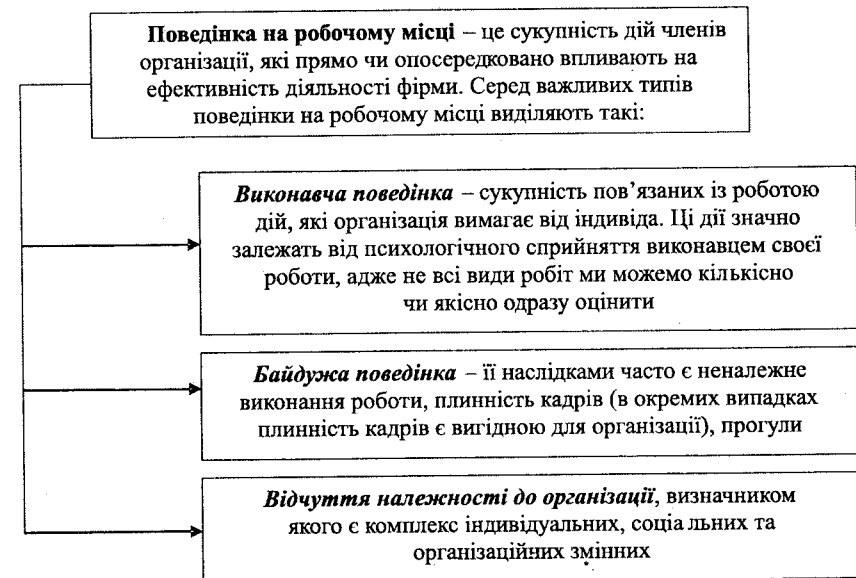 Поведінка на робочому місці – це сукупність дій членів
організації, які прямо чи опосередковано впливають на
ефективність діяльності фірми. Серед важливих типів
поведінки на робочому місці виділяють такі:
Виконавча поведінка – сукупність пов’язаних із роботою
дій, які організація вимагає від індивіда. Ці дії значно
залежать від психологічного сприйняття виконавцем своєї
роботи, адже не всі види робіт ми можемо кількісно
чи якісно одразу оцінити
Байдужа поведінка – її наслідками часто є неналежне
виконання роботи, плинність кадрів (в окремих випадках
плинність кадрів є вигідною для організації), прогули
Відчуття належності до організації, визначником
якого є комплекс індивідуальних, соціа льних та
організаційних змінних